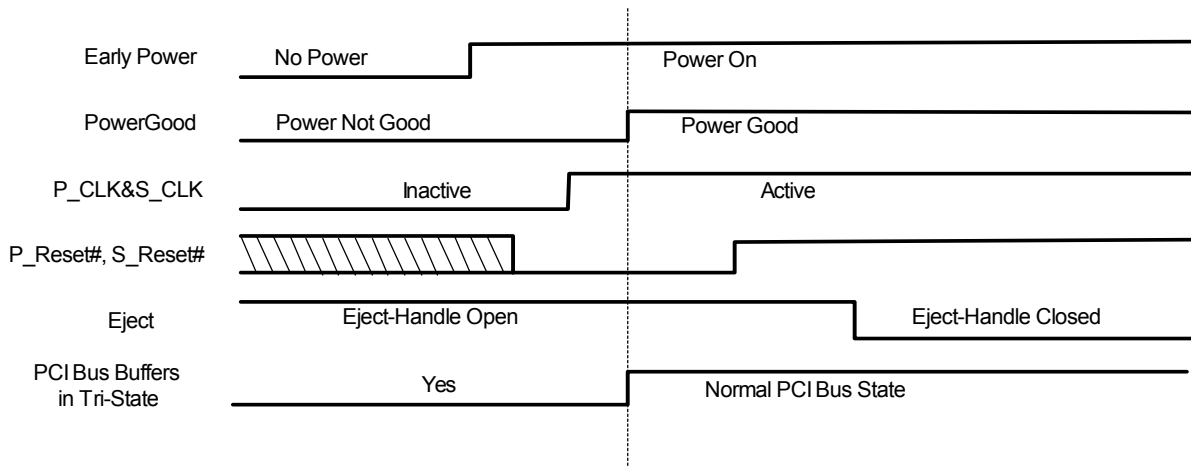 Early Power No Power Power On
PowerGood Power Not Good Power Good
P_CLK&S_CLK Inactive Active
P_Reset#, S_Reset#
Eject Eject-Handle Open Eject-Handle Closed
PCI Bus Buffers
in Tri-State Yes Normal PCI Bus State